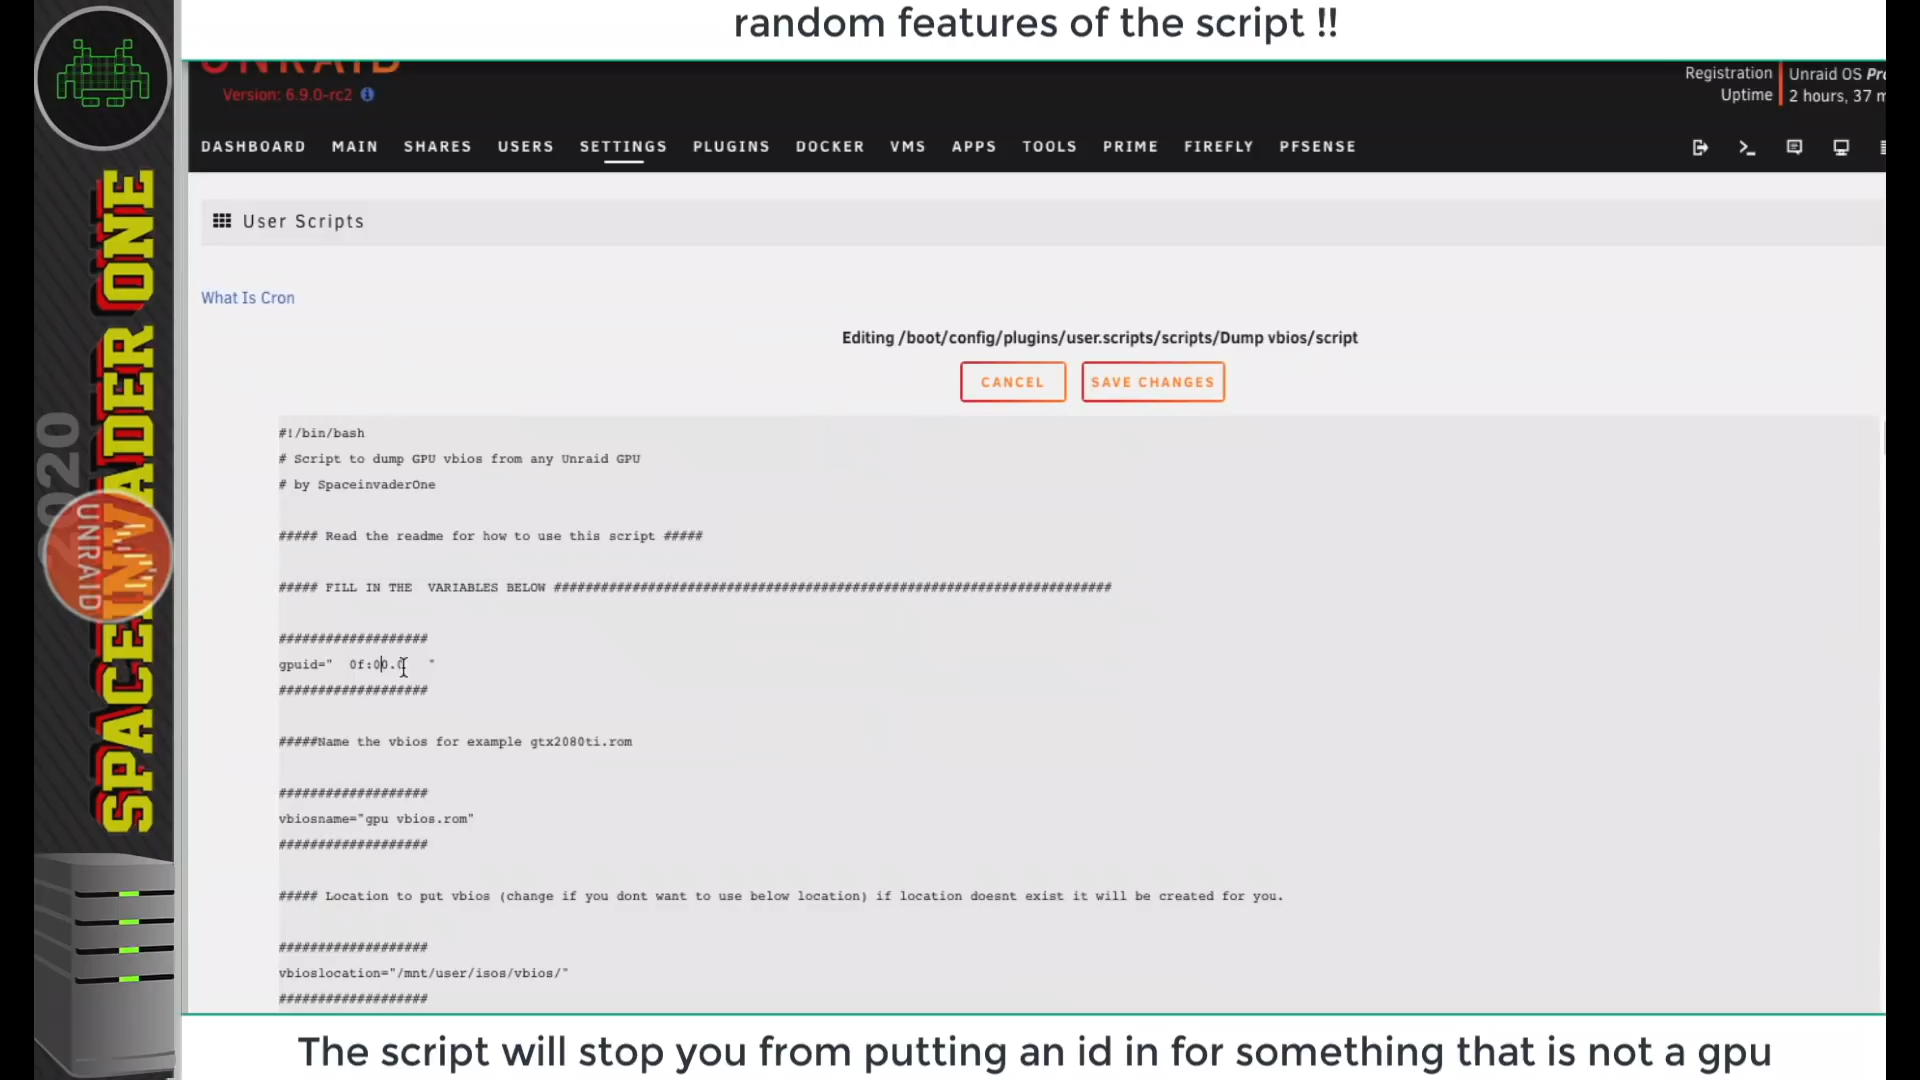 random features of the script !!
UNRAID
Version: 6.9.0-rc2
Registration
Unraid OS Pro
Uptime
2 hours, 37 m
DASHBOARD MAIN SHARES USERS SETTINGS PLUGINS DOCKER VMS APPS TOOLS PRIME FIREFLY PFSENSE
User Scripts
What Is Cron
Editing /boot/config/plugins/user.scripts/scripts/Dump vbios/script
CANCEL
SAVE CHANGES
#!/bin/bash
# Script to dump GPU vbios from any Unraid GPU
# by SpaceinvaderOne
##### Read the readme for how to use this script #####
##### FILL IN THE  VARIABLES BELOW #######################################################################
###################
gpuid="  0f:00.0   "
###################
#####Name the vbios for example gtx2080ti.rom
###################
vbiosname="gpu vbios.rom"
###################
##### Location to put vbios (change if you dont want to use below location) if location doesnt exist it will be created for you.
###################
vbioslocation="/mnt/user/isos/vbios/"
###################
The script will stop you from putting an id in for something that is not a gpu
SPACEINVADER ONE
2020
UNRAID